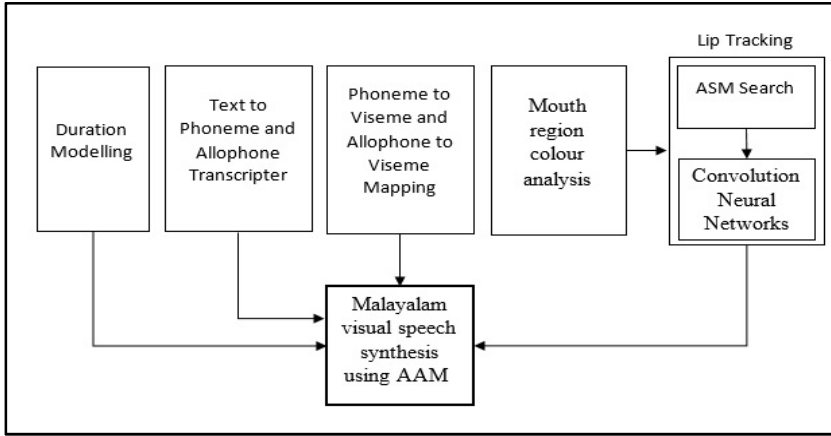 Lip Tracking
Duration
Modelling
Text to
Phoneme and
Allophone
Transcripter
Phoneme to
Viseme and
Allophone to
Viseme
Mapping
Mouth
region
colour
analysis
ASM Search
Convolution
Neural
Networks
Malayalam
visual speech
synthesis
using AAM